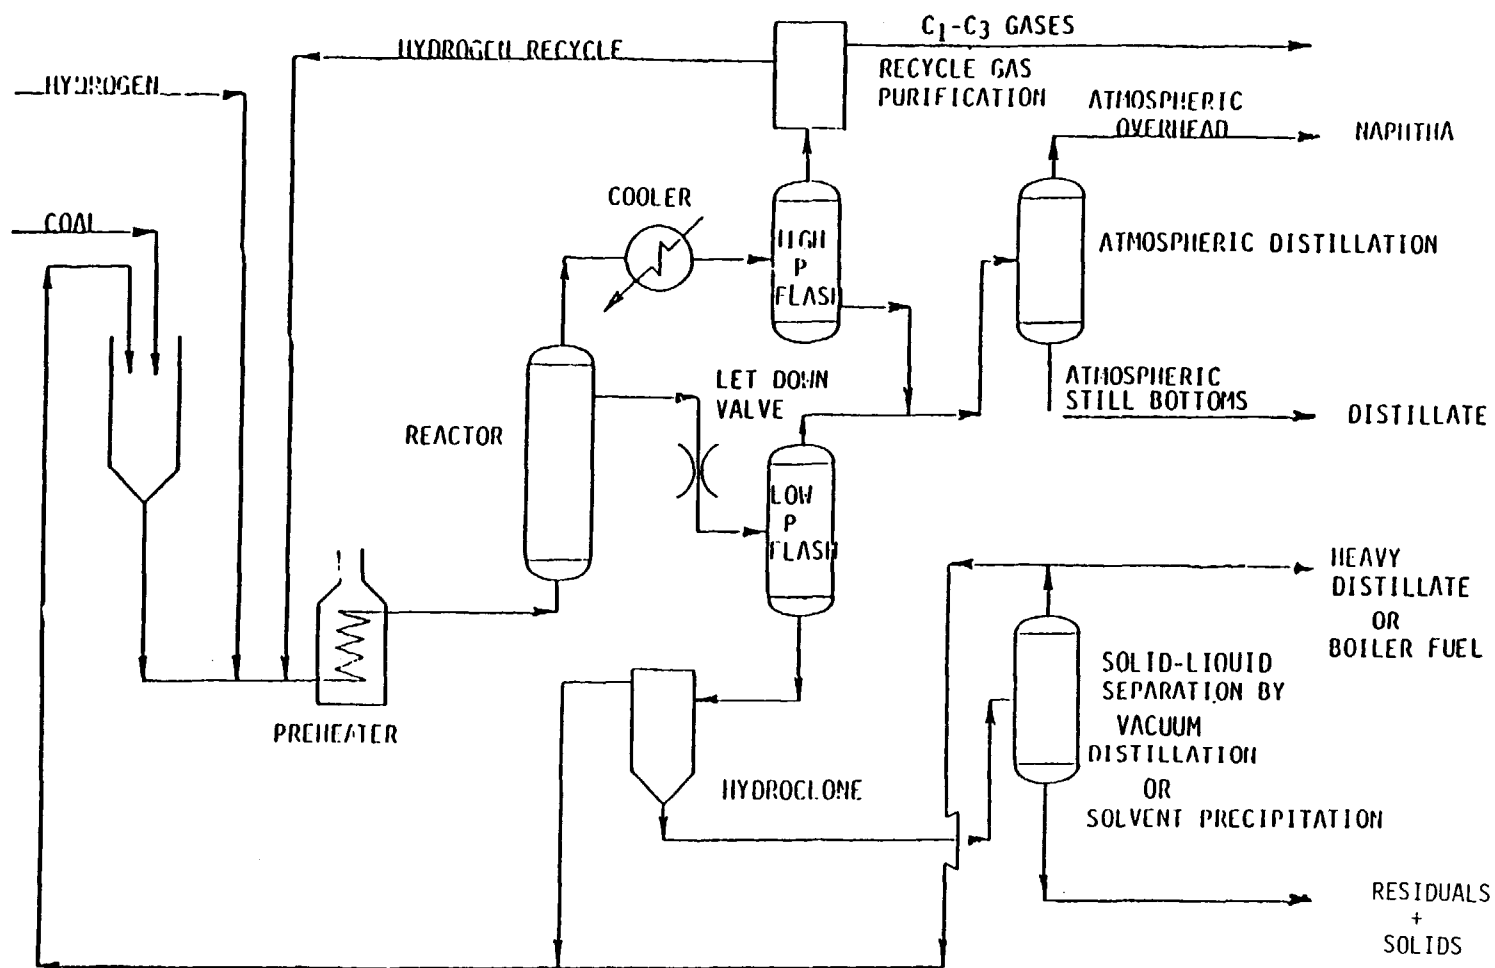 C1-C3 GASES
HYDROGEN RECYCLE
RECYCLE GAS
PURIFICATION
HYDROGEN
ATMOSPHERIC
OVERHEAD
NAPHTHA
COAL
COOLER
HIGH
P
FLASH
ATMOSPHERIC DISTILLATION
LET DOWN
VALVE
ATMOSPHERIC
STILL BOTTOMS
DISTILLATE
REACTOR
LOW
P
FLASH
HEAVY
DISTILLATE
OR
BOILER FUEL
PREHEATER
SOLID-LIQUID
SEPARATION BY
VACUUM
DISTILLATION
OR
SOLVENT PRECIPITATION
HYDROCLONE
RESIDUALS
+
SOLIDS